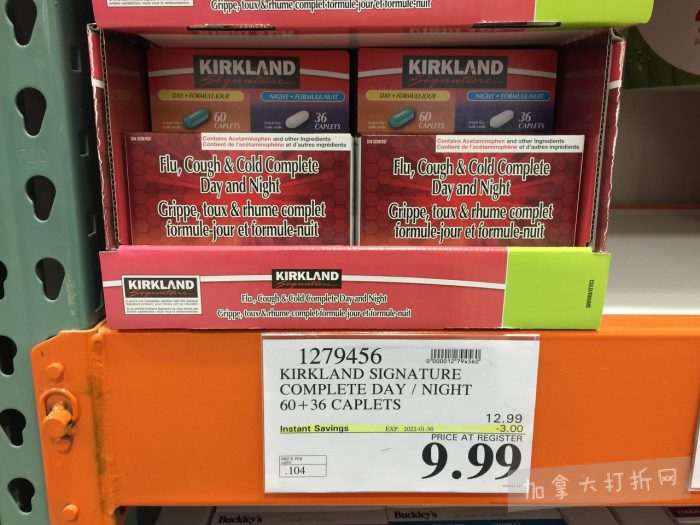 Grippe, toux & rhume complet formule-jour et formule-nuit
KIRKLAND
Signature
DAY • FORMULE-JOUR
NIGHT • FORMULE-NUIT
60
CAPLETS
36
CAPLETS
KIRKLAND
Signature
DAY • FORMULE-JOUR
NIGHT • FORMULE-NUIT
60
CAPLETS
36
CAPLETS
Contains Acetaminophen and other Ingredients
Contient de l'acétaminophène et d'autres ingrédients
Flu, Cough & Cold Complete
Day and Night
Grippe, toux & rhume complet
formule-jour et formule-nuit
Contains Acetaminophen and other Ingredients
Contient de l'acétaminophène et d'autres ingrédients
Flu, Cough & Cold Complete
Day and Night
Grippe, toux & rhume complet
formule-jour et formule-nuit
KIRKLAND
Signature
KIRKLAND
Signature
Flu, Cough & Cold Complete Day and Night
Grippe, toux & rhume complet formule-jour et formule-nuit
1279456
KIRKLAND SIGNATURE
COMPLETE DAY / NIGHT
60+36 CAPLETS
12.99
Instant Savings EXP. 2022-01-30 -3.00
PRICE AT REGISTER
.104
9.99
加拿大打折网
Buckley's
Buckley's